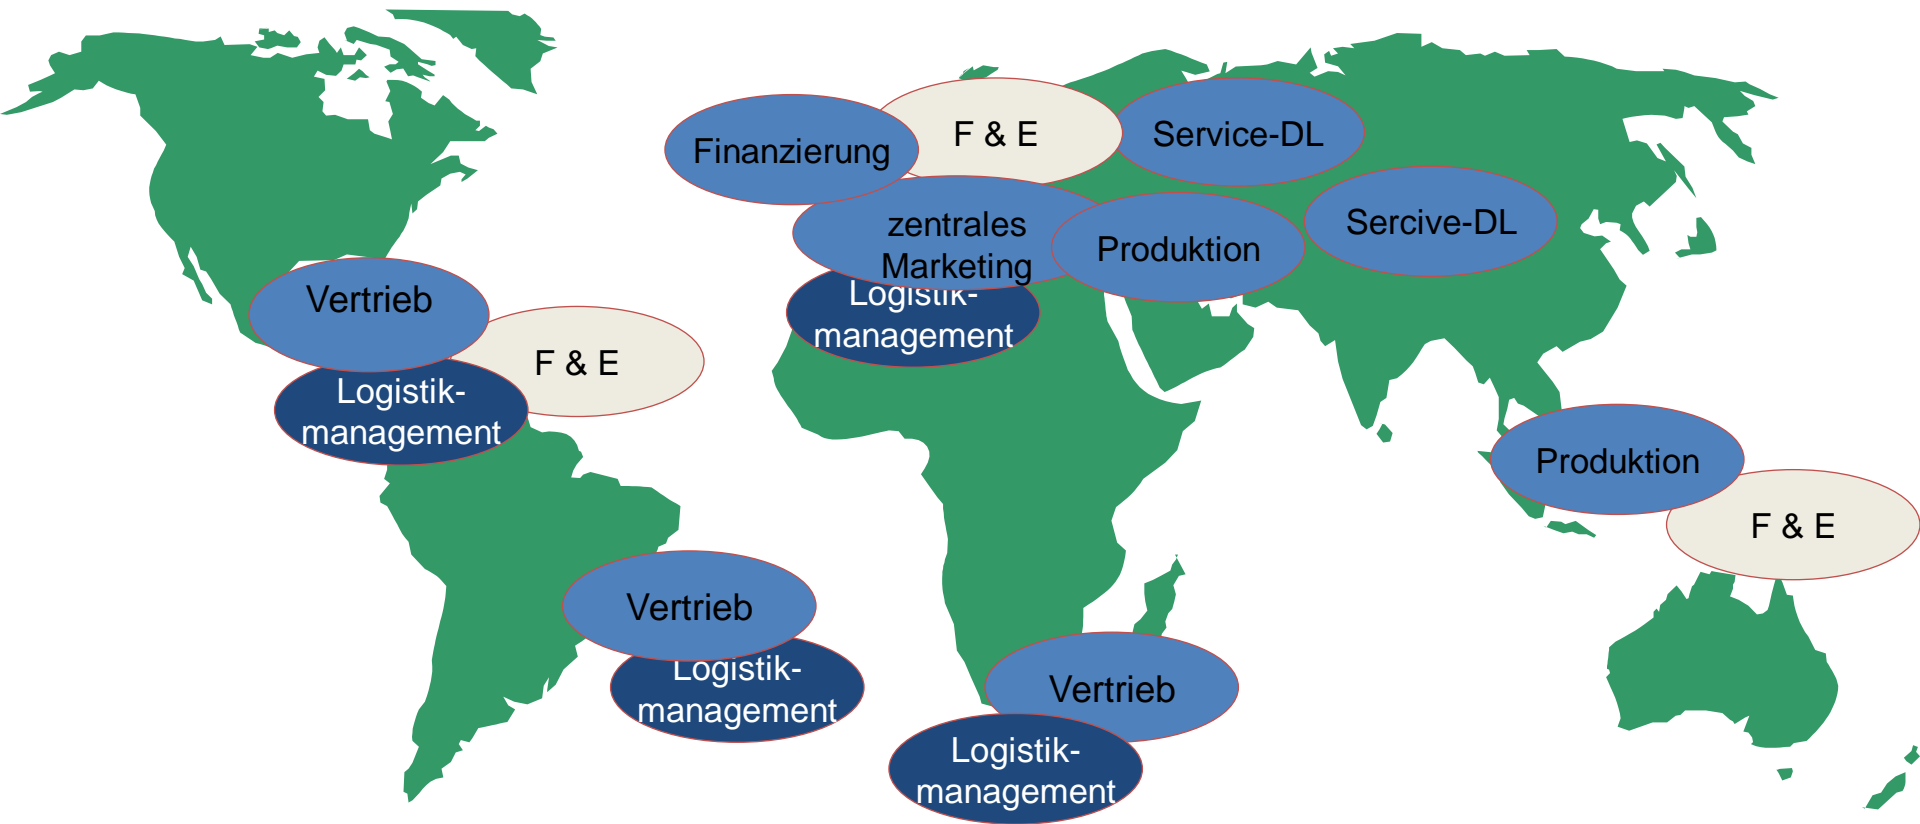 F & E
Service-DL
Finanzierung
Sercive-DL
zentrales
Marketing
Produktion
Logistik-
management
Vertrieb
F & E
Logistik-
management
Produktion
F & E
Vertrieb
Logistik-
management
Vertrieb
Logistik-
management